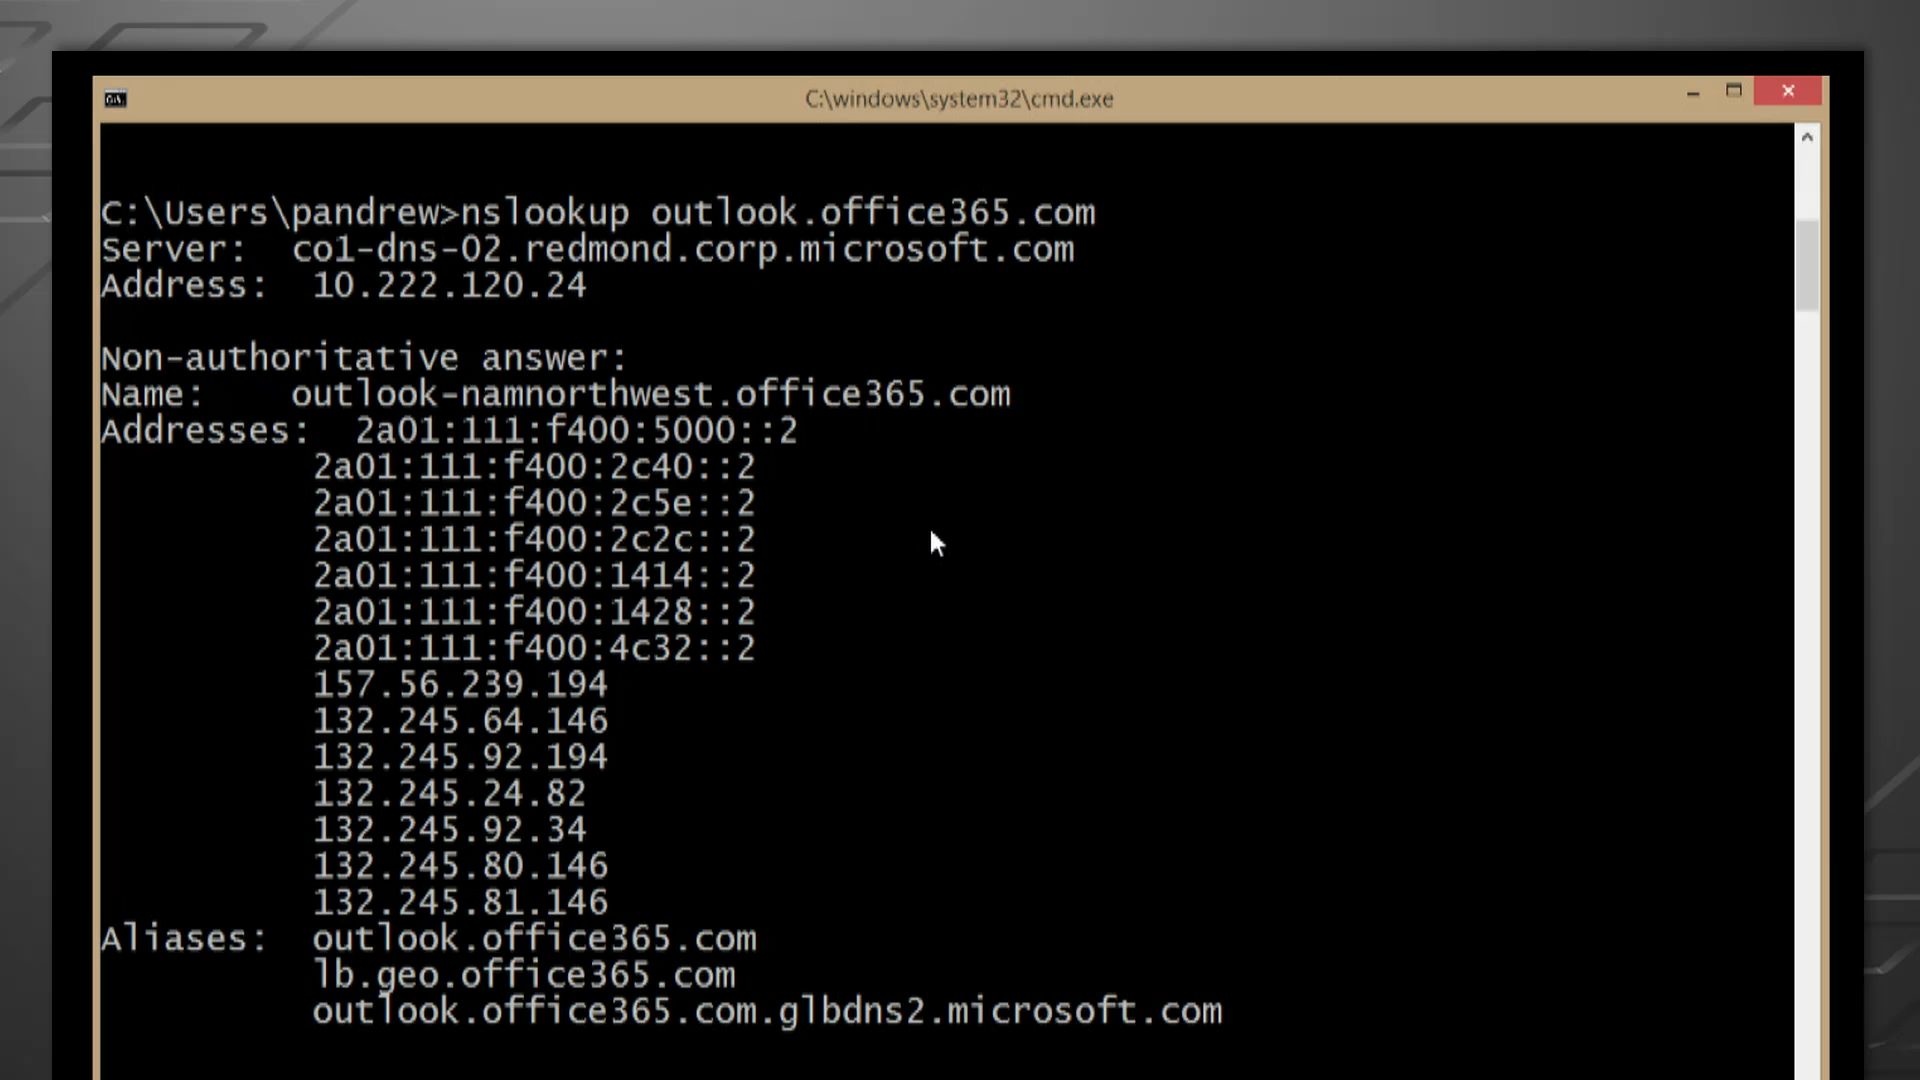 C:\windows\system32\cmd.exe
C:\Users\pandrew>nslookup outlook.office365.com
Server:  co1-dns-02.redmond.corp.microsoft.com
Address:  10.222.120.24
Non-authoritative answer:
Name:    outlook-namnorthwest.office365.com
Addresses:  2a01:111:f400:5000::2
2a01:111:f400:2c40::2
2a01:111:f400:2c5e::2
2a01:111:f400:2c2c::2
2a01:111:f400:1414::2
2a01:111:f400:1428::2
2a01:111:f400:4c32::2
157.56.239.194
132.245.64.146
132.245.92.194
132.245.24.82
132.245.92.34
132.245.80.146
132.245.81.146
Aliases:  outlook.office365.com
lb.geo.office365.com
outlook.office365.com.glbdns2.microsoft.com